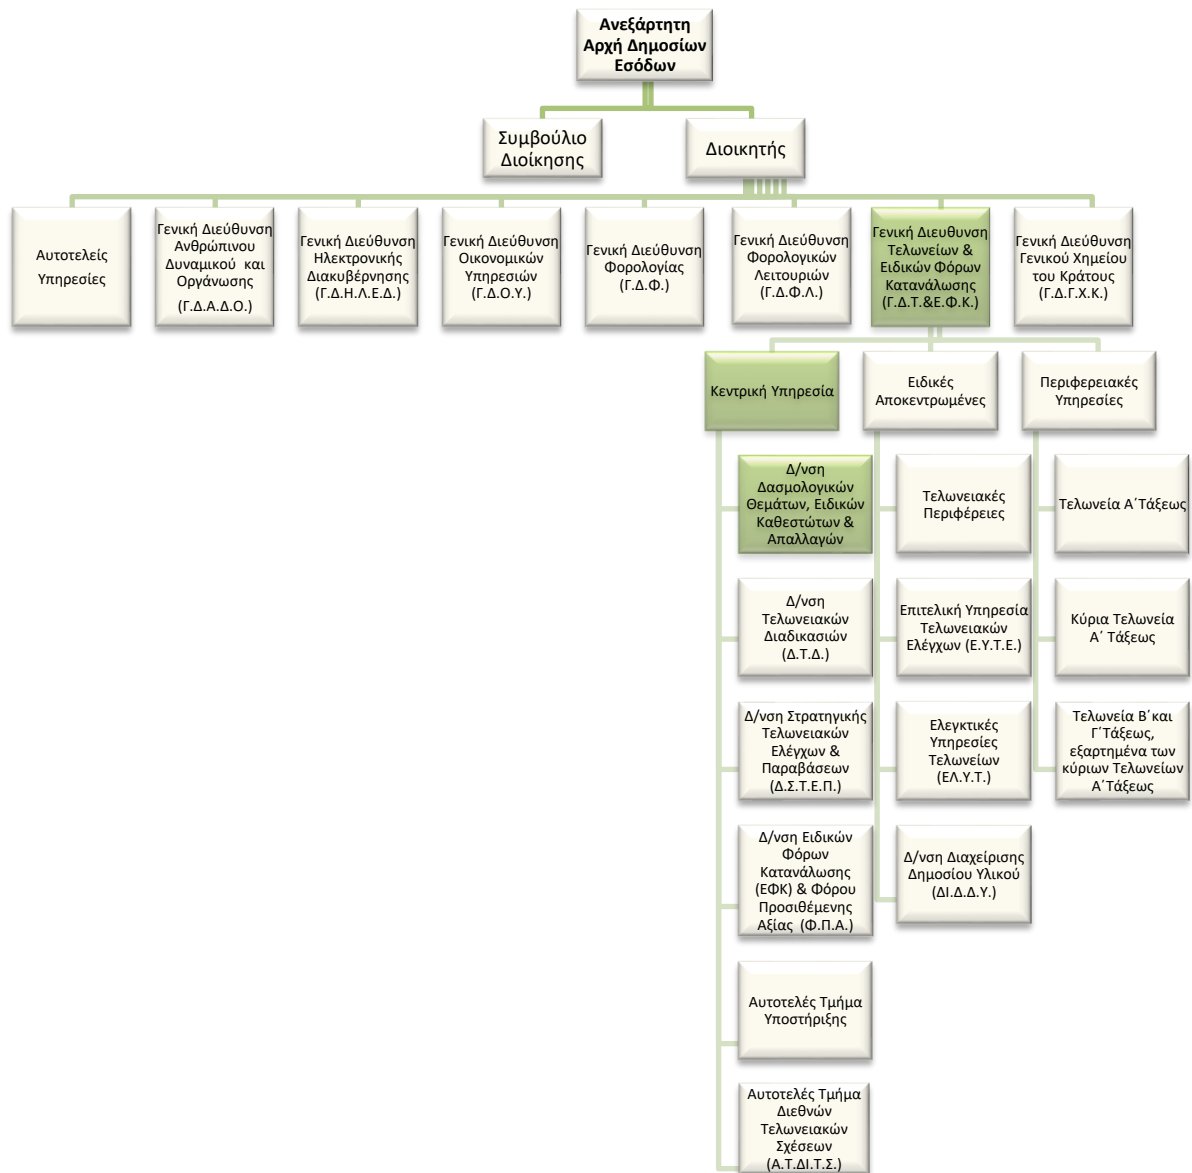 Ανεξάρτητη
Αρχή Δημοσίων
Εσόδων
Συμβούλιο
Διοίκησης
Διοικητής
Αυτοτελείς
Υπηρεσίες
Γενική Διεύθυνση
Ανθρώπινου
Δυναμικού και
Οργάνωσης
(Γ.Δ.Α.Δ.Ο.)
Γενική Διεύθυνση
Ηλεκτρονικής
Διακυβέρνησης
(Γ.Δ.Η.Λ.Ε.Δ.)
Γενική Διεύθυνση
Οικονομικών
Υπηρεσιών
(Γ.Δ.Ο.Υ.)
Γενική Διεύθυνση
Φορολογίας
(Γ.Δ.Φ.)
Γενική Διεύθυνση
Φορολογικών
Λειτουριών
(Γ.Δ.Φ.Λ.)
Γενική Διευθυνση
Τελωνείων &
Ειδικών Φόρων
Κατανάλωσης
(Γ.Δ.Τ.&Ε.Φ.Κ.)
Γενική Διεύθυνση
Γενικού Χημείου
του Κράτους
(Γ.Δ.Γ.Χ.Κ.)
Κεντρική Υπηρεσία
Ειδικές
Αποκεντρωμένες
Περιφερειακές
Υπηρεσίες
Δ/νση
Δασμολογικών
Θεμάτων, Ειδικών
Καθεστώτων &
Απαλλαγών
Τελωνειακές
Περιφέρειες
Τελωνεία Α΄Τάξεως
Δ/νση
Τελωνειακών
Διαδικασιών
(Δ.Τ.Δ.)
Επιτελική Υπηρεσία
Τελωνειακών
Ελέγχων (Ε.Υ.Τ.Ε.)
Κύρια Τελωνεία
Α΄ Τάξεως
Δ/νση Στρατηγικής
Τελωνειακών
Ελέγχων &
Παραβάσεων
(Δ.Σ.Τ.Ε.Π.)
Ελεγκτικές
Υπηρεσίες
Τελωνείων
(ΕΛ.Υ.Τ.)
Τελωνεία Β΄και
Γ΄Τάξεως,
εξαρτημένα των
κύριων Τελωνείων
Α΄Τάξεως
Δ/νση Ειδικών
Φόρων
Κατανάλωσης
(ΕΦΚ) & Φόρου
Προσιθέμενης
Αξίας (Φ.Π.Α.)
Δ/νση Διαχείρισης
Δημοσίου Υλικού
(ΔΙ.Δ.Δ.Υ.)
Αυτοτελές Τμήμα
Υποστήριξης
Αυτοτελές Τμήμα
Διεθνών
Τελωνειακών
Σχέσεων
(Α.Τ.ΔΙ.Τ.Σ.)